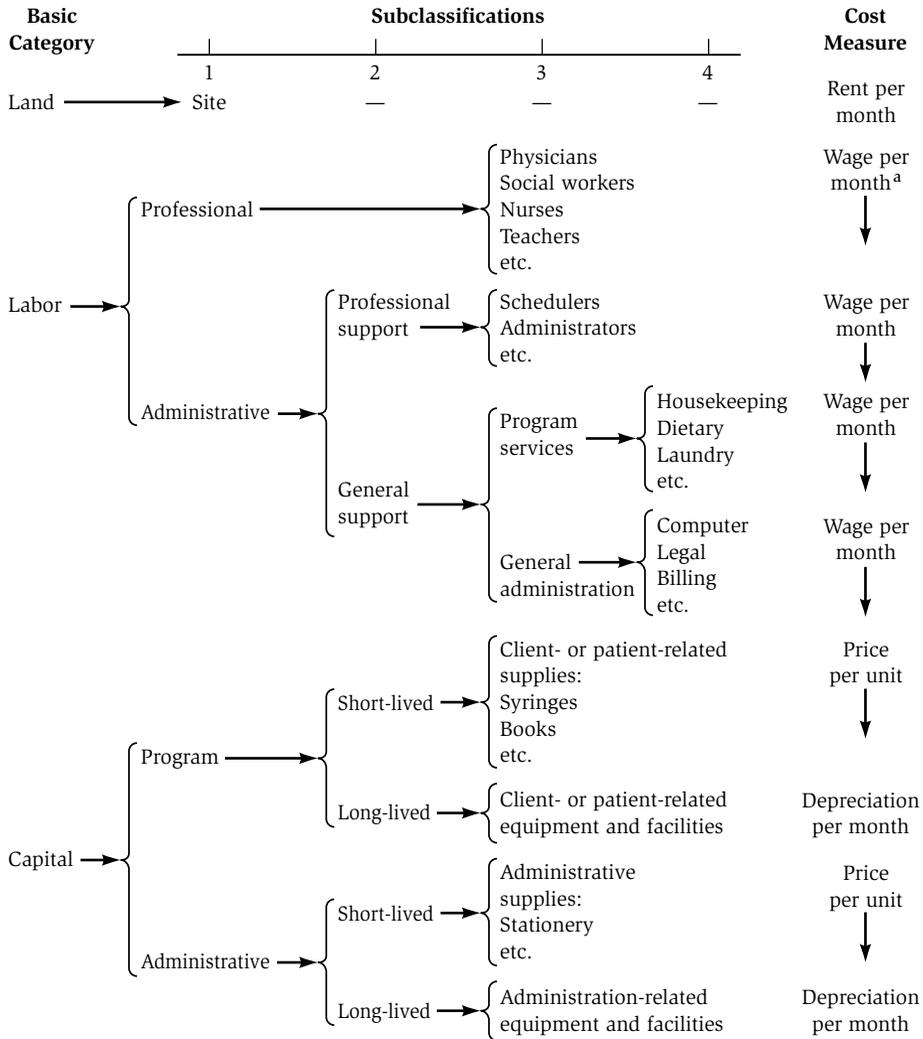 Basic
Category
Subclassifications
Cost
Measure
1
2
3
4
Land
Site
—
—
—
Rent per
month
Labor
Professional
Physicians
Social workers
Nurses
Teachers
etc.
Wage per
month a
Administrative
Professional
support
Schedulers
Administrators
etc.
Wage per
month
General
support
Program
services
Housekeeping
Dietary
Laundry
etc.
Wage per
month
General
administration
Computer
Legal
Billing
etc.
Wage per
month
Capital
Program
Short-lived
Client- or patient-related
supplies:
Syringes
Books
etc.
Price
per unit
Long-lived
Client- or patient-related
equipment and facilities
Depreciation
per month
Administrative
Short-lived
Administrative
supplies:
Stationery
etc.
Price
per unit
Long-lived
Administration-related
equipment and facilities
Depreciation
per month